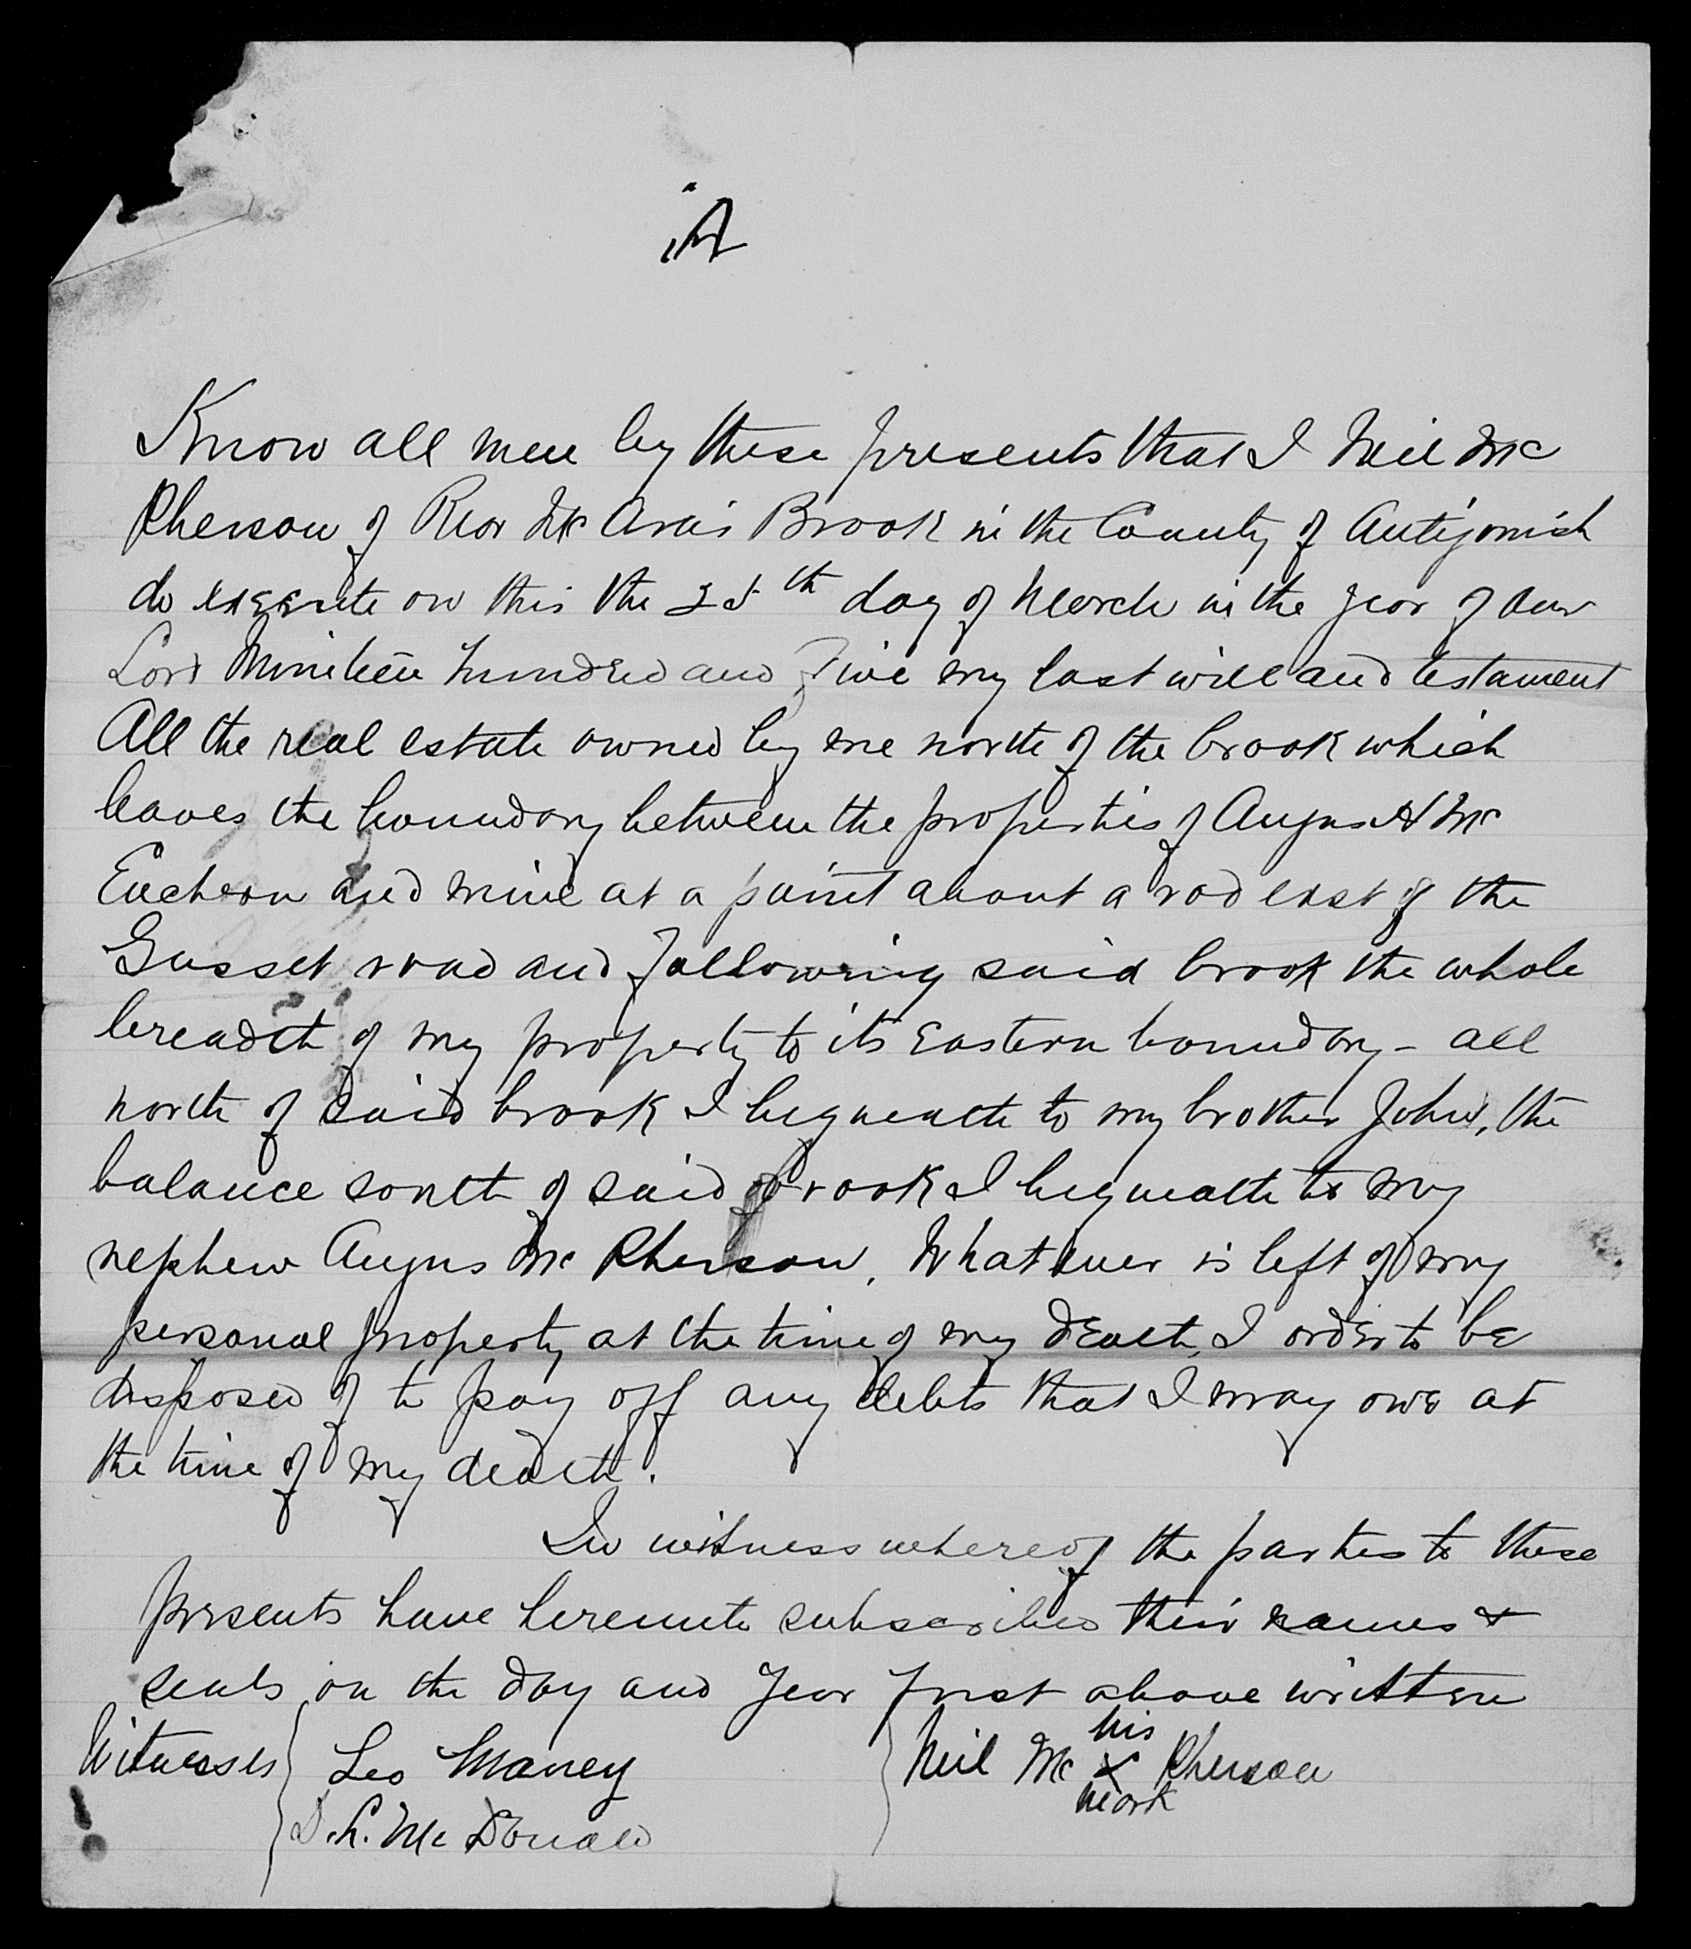 "A"
Know all men by these presents that I Neil Mc
Pherson of Rear Mc Aras Brook in the County of Antigonish
do execute on this the 25th day of March in the year of our
Lord Nineteen hundred and Five my last will and testament
All the real estate owned by me north of the brook which
leaves the boundary between the properties of Angus Mc
Eachern and mine at a point about a rod east of the
Gusset road and following said brook the whole
breadth of my property to its Eastern boundary - all
north of said brook I bequeath to my brother John, the
balance south of said brook I bequeath to my
nephew Angus Mc Pherson. Whatever is left of my
personal property at the time of my death, I order to be
disposed of to pay off any debts that I may owe at
the time of my death.
In witness whereof the parties to these
presents have hereunto subscribed their names &
seals on the day and year first above written
Witnesses Leo Maney Neil Mc his x mark Pherson
D. L. Mc Donald